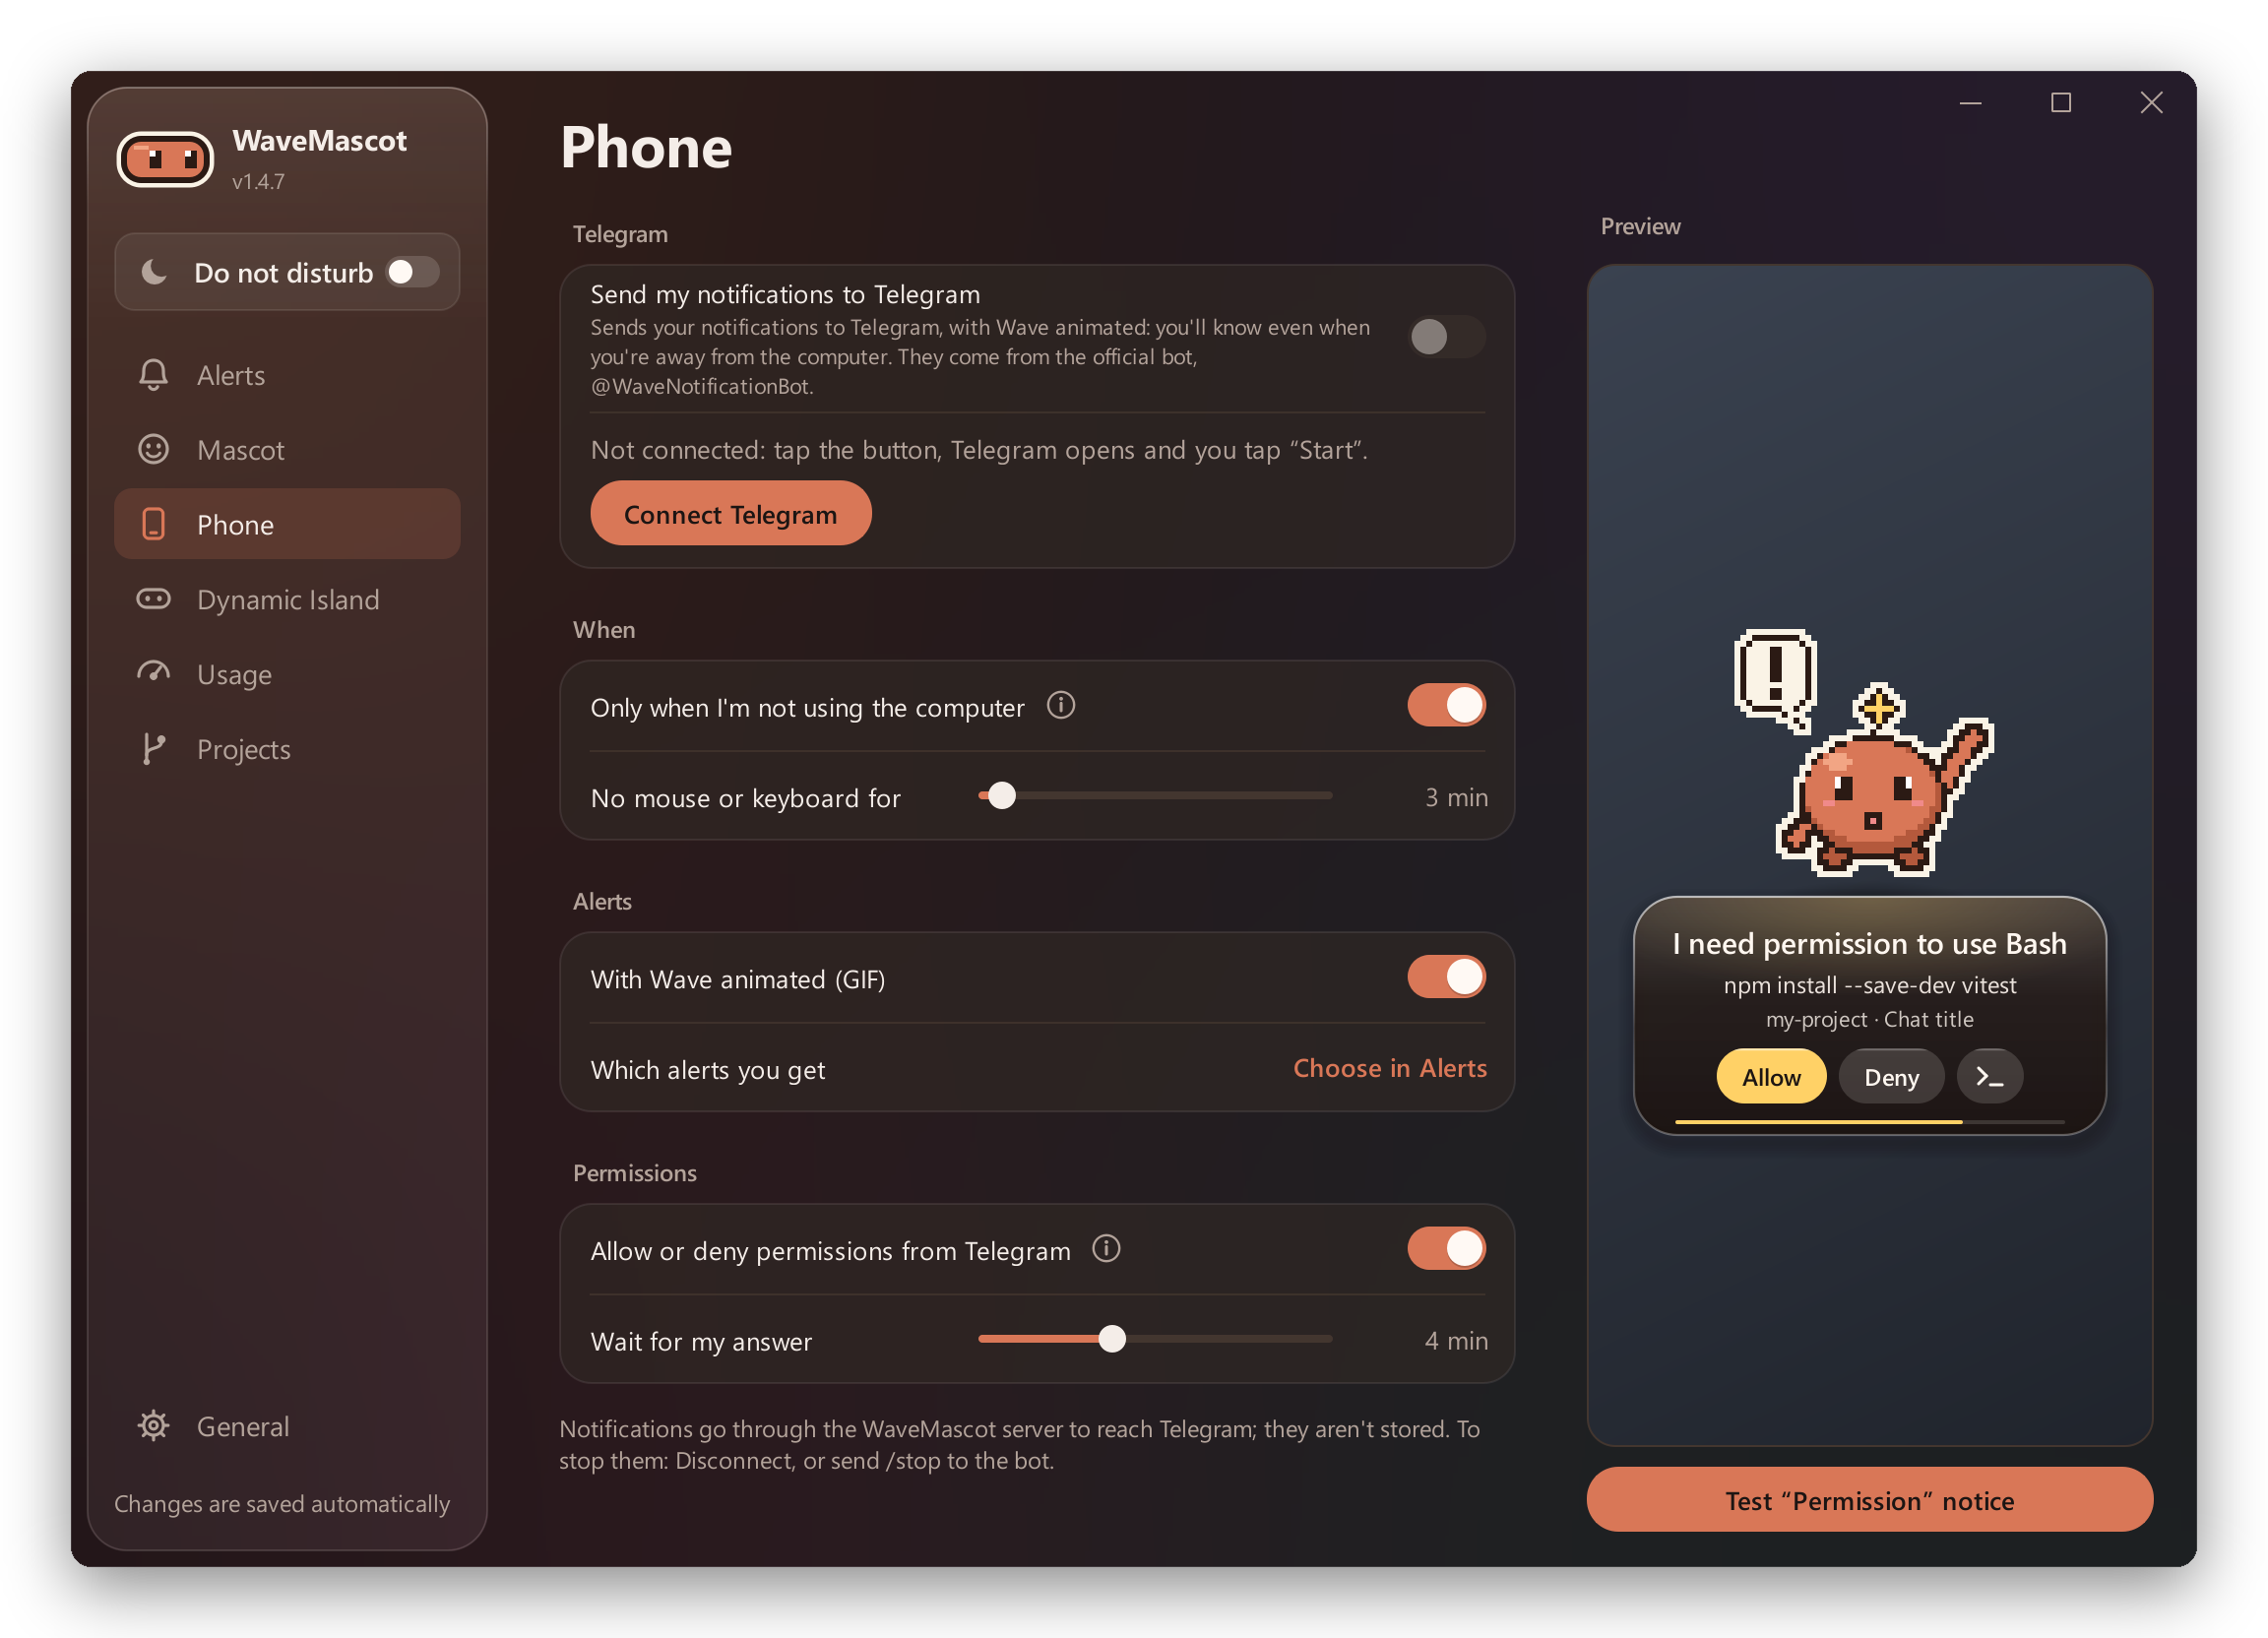 WaveMascot
v1.4.7
Do not disturb
Alerts
Mascot
Phone
Dynamic Island
Usage
Projects
General
Changes are saved automatically
Phone
Telegram
Send my notifications to Telegram
Sends your notifications to Telegram, with Wave animated: you'll know even when
you're away from the computer. They come from the official bot,
@WaveNotificationBot.
Not connected: tap the button, Telegram opens and you tap “Start”.
Connect Telegram
When
Only when I'm not using the computer
No mouse or keyboard for 3 min
Alerts
With Wave animated (GIF)
Which alerts you get Choose in Alerts
Permissions
Allow or deny permissions from Telegram
Wait for my answer 4 min
Notifications go through the WaveMascot server to reach Telegram; they aren't stored. To
stop them: Disconnect, or send /stop to the bot.
Preview
!
I need permission to use Bash
npm install --save-dev vitest
my-project · Chat title
Allow Deny
Test “Permission” notice